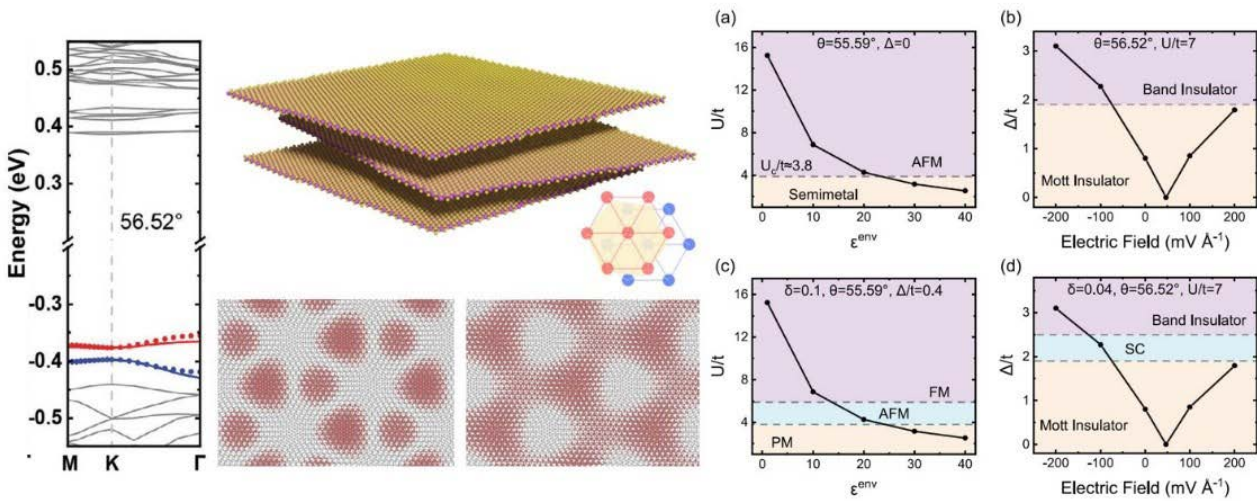 Energy (eV)
0.5
0.4
0.3
-0.3
-0.4
-0.5
56.52°
M K Γ
(a)
θ=55.59°, Δ=0
U/t
16
12
8
4
U_c/t≈3.8
AFM
Semimetal
0 10 20 30 40
ε^env
(b)
θ=56.52°, U/t=7
Δ/t
3
2
1
0
Band Insulator
Mott Insulator
-200 -100 0 100 200
Electric Field (mV Å⁻¹)
(c)
δ=0.1, θ=55.59°, Δ/t=0.4
U/t
16
12
8
4
0
FM
AFM
PM
0 10 20 30 40
ε^env
(d)
δ=0.04, θ=56.52°, U/t=7
Δ/t
3
2
1
0
Band Insulator
SC
Mott Insulator
-200 -100 0 100 200
Electric Field (mV Å⁻¹)